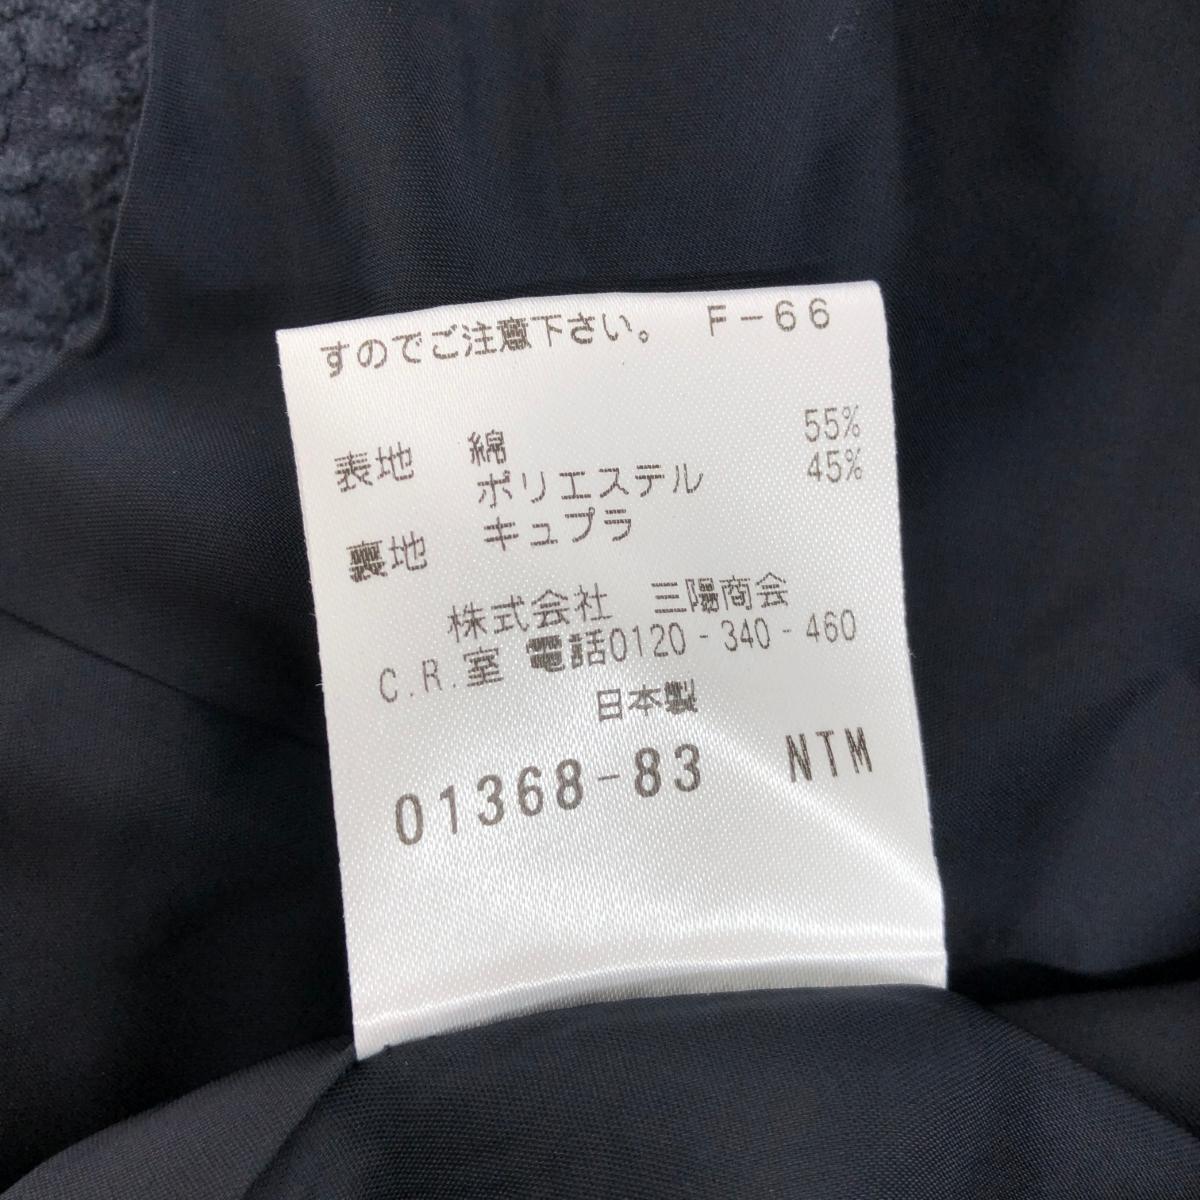 すのでご注意下さい。 F-66
表地 綿 55%
ポリエステル 45%
裏地 キュプラ
株式会社 三陽商会
C.R.室 電話0120-340-460
日本製
01368-83 NTM